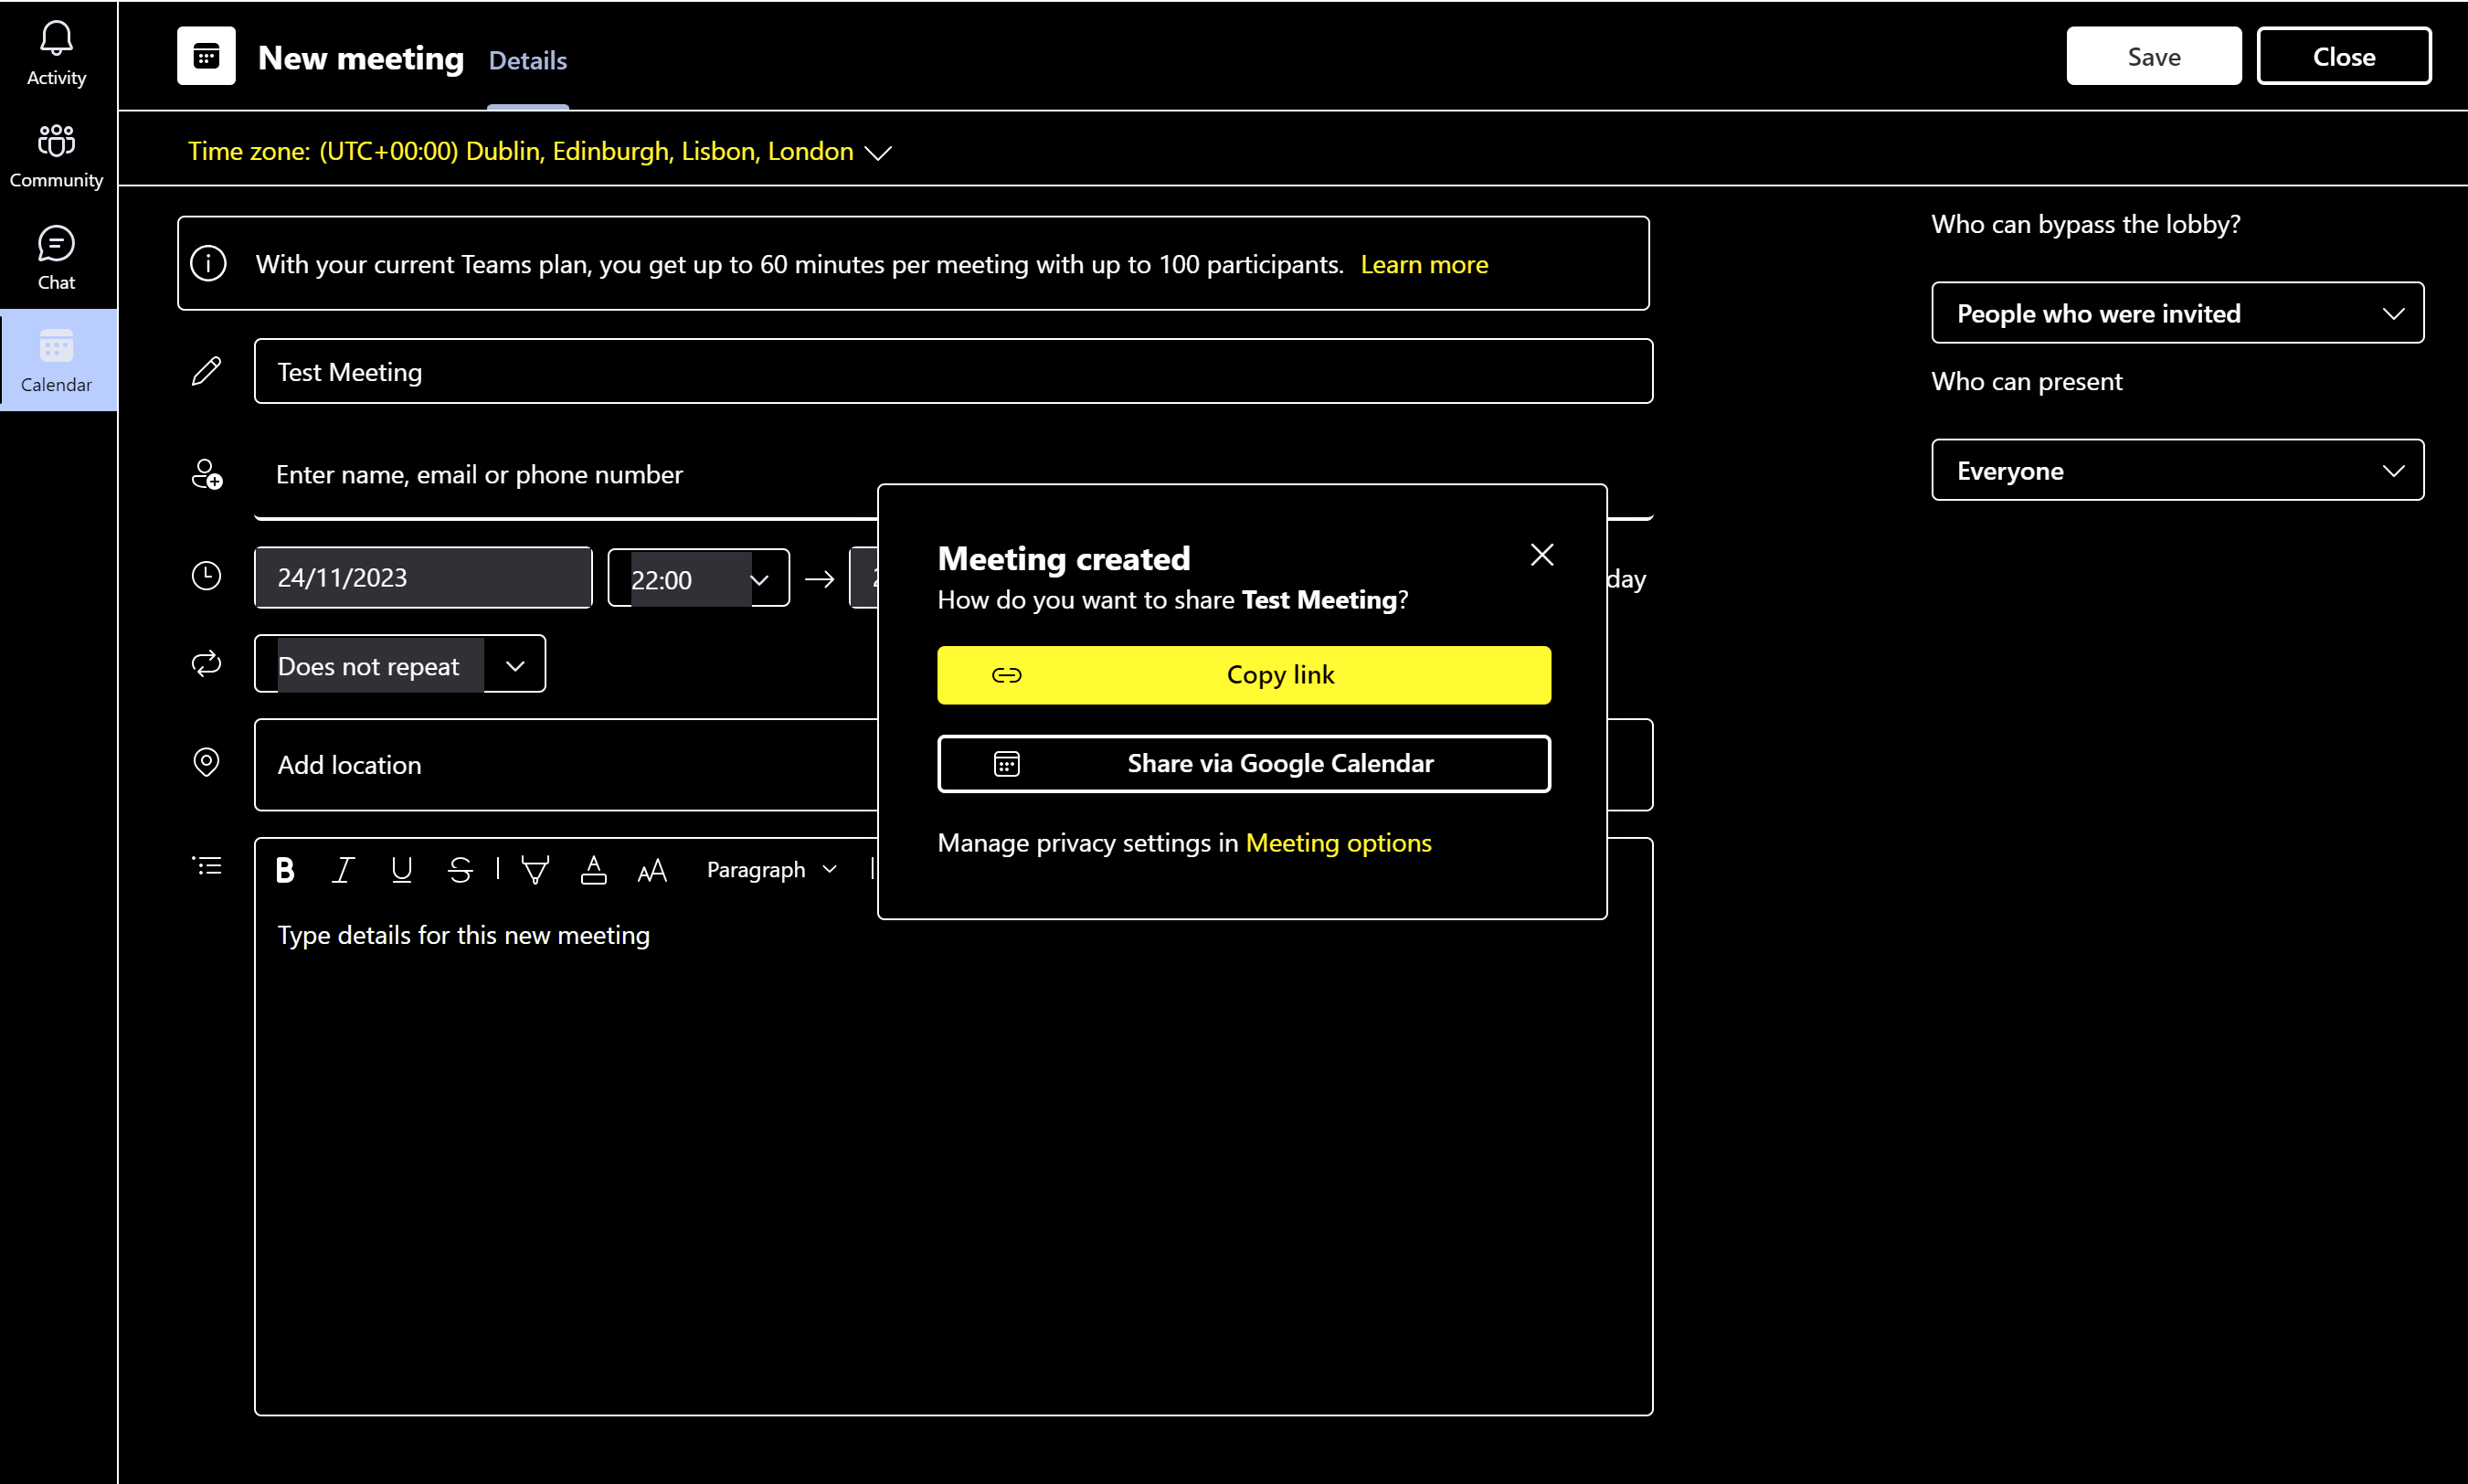 Activity
Community
Chat
Calendar
New meeting Details
Save Close
Time zone: (UTC+00:00) Dublin, Edinburgh, Lisbon, London
With your current Teams plan, you get up to 60 minutes per meeting with up to 100 participants. Learn more
Test Meeting
Enter name, email or phone number
24/11/2023 22:00
day
Does not repeat
Add location
B I U S A AA Paragraph
Type details for this new meeting
Meeting created
How do you want to share Test Meeting?
Copy link
Share via Google Calendar
Manage privacy settings in Meeting options
Who can bypass the lobby?
People who were invited
Who can present
Everyone